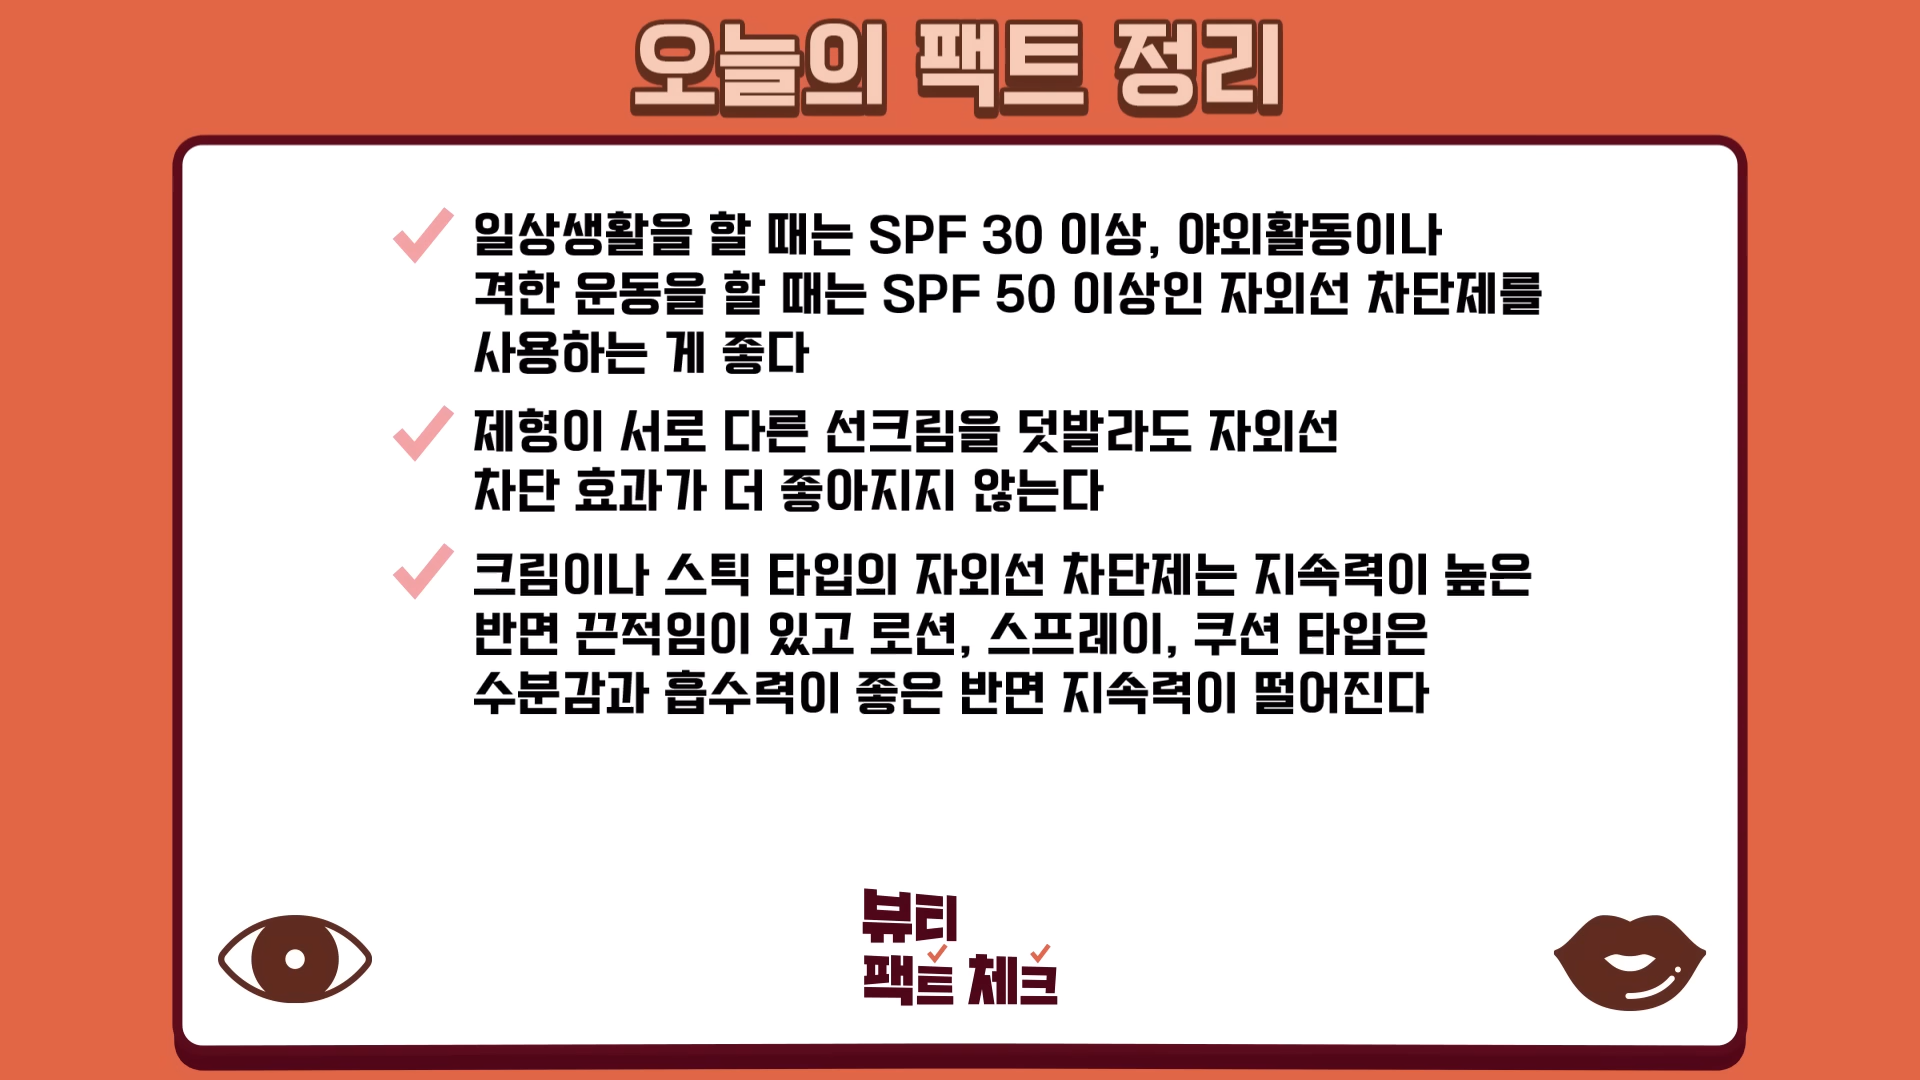 오늘의 팩트 정리
일상생활을 할 때는 SPF 30 이상, 야외활동이나
격한 운동을 할 때는 SPF 50 이상인 자외선 차단제를
사용하는 게 좋다
제형이 서로 다른 선크림을 덧발라도 자외선
차단 효과가 더 좋아지지 않는다
크림이나 스틱 타입의 자외선 차단제는 지속력이 높은
반면 끈적임이 있고 로션, 스프레이, 쿠션 타입은
수분감과 흡수력이 좋은 반면 지속력이 떨어진다
뷰티
팩트 체크